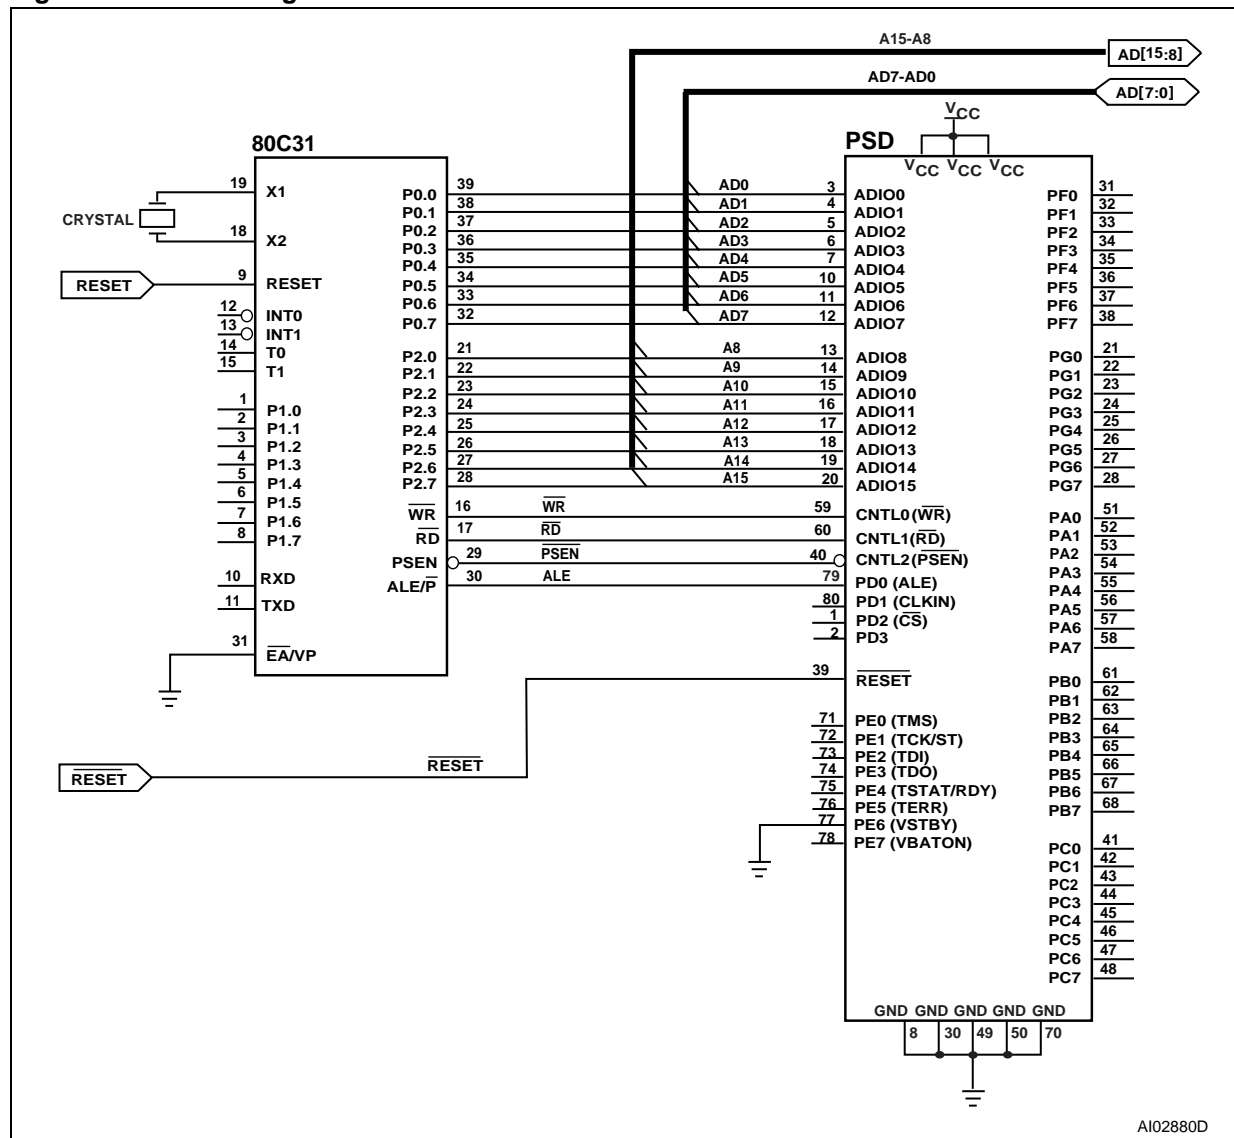 A15-A8
AD[15:8]
AD7-AD0
AD[7:0]
VCC
80C31
PSD
VCC VCC VCC
CRYSTAL
RESET
19 X1
18 X2
9 RESET
12 INT0
13 INT1
14 T0
15 T1
1 P1.0
2 P1.1
3 P1.2
4 P1.3
5 P1.4
6 P1.5
7 P1.6
8 P1.7
10 RXD
11 TXD
31 EA/VP
P0.0 39 AD0 3 ADIO0
P0.1 38 AD1 4 ADIO1
P0.2 37 AD2 5 ADIO2
P0.3 36 AD3 6 ADIO3
P0.4 35 AD4 7 ADIO4
P0.5 34 AD5 10 ADIO5
P0.6 33 AD6 11 ADIO6
P0.7 32 AD7 12 ADIO7
P2.0 21 A8 13 ADIO8
P2.1 22 A9 14 ADIO9
P2.2 23 A10 15 ADIO10
P2.3 24 A11 16 ADIO11
P2.4 25 A12 17 ADIO12
P2.5 26 A13 18 ADIO13
P2.6 27 A14 19 ADIO14
P2.7 28 A15 20 ADIO15
WR 16 WR 59 CNTL0(WR)
RD 17 RD 60 CNTL1(RD)
PSEN 29 PSEN 40 CNTL2(PSEN)
ALE/P 30 ALE 79 PD0 (ALE)
80 PD1 (CLKIN)
1 PD2 (CS)
2 PD3
39 RESET
RESET
RESET
71 PE0 (TMS)
72 PE1 (TCK/ST)
73 PE2 (TDI)
74 PE3 (TDO)
75 PE4 (TSTAT/RDY)
76 PE5 (TERR)
77 PE6 (VSTBY)
78 PE7 (VBATON)
PF0 31
PF1 32
PF2 33
PF3 34
PF4 35
PF5 36
PF6 37
PF7 38
PG0 21
PG1 22
PG2 23
PG3 24
PG4 25
PG5 26
PG6 27
PG7 28
PA0 51
PA1 52
PA2 53
PA3 54
PA4 55
PA5 56
PA6 57
PA7 58
PB0 61
PB1 62
PB2 63
PB3 64
PB4 65
PB5 66
PB6 67
PB7 68
PC0 41
PC1 42
PC2 43
PC3 44
PC4 45
PC5 46
PC6 47
PC7 48
GND GND GND GND GND
8 30 49 50 70
AI02880D